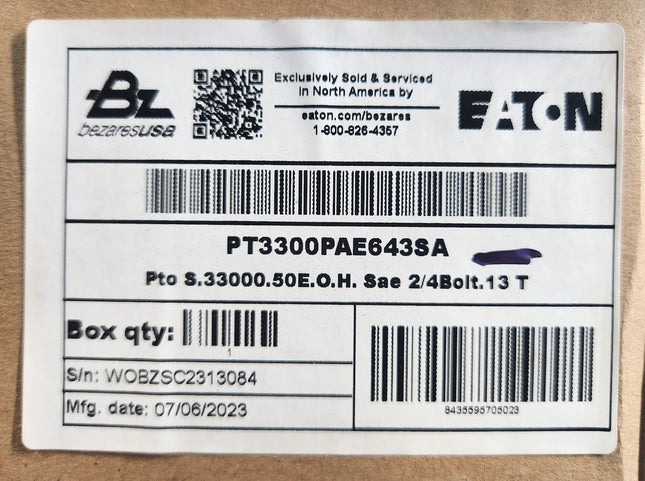 Bz
bezaresusa
Exclusively Sold & Serviced
in North America by
eaton.com/bezares
1-800-826-4357
EATON
PT3300PAE643SA
Pto S.33000.50E.O.H. Sae 2/4Bolt.13 T
Box qty:
1
S/n: WOBZSC2313084
Mfg. date: 07/06/2023
8435595705023